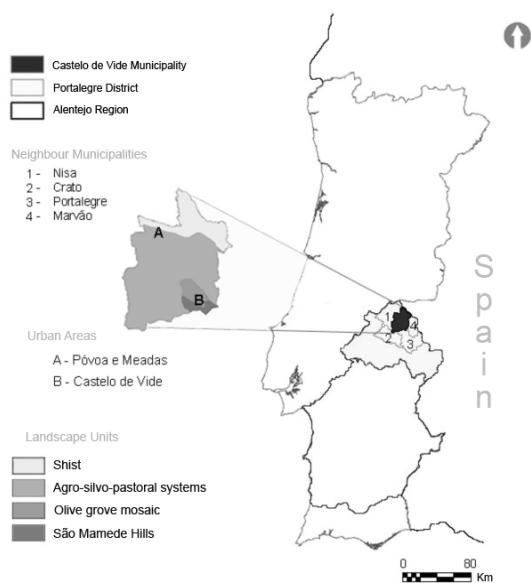 Castelo de Vide Municipality
Portalegre District
Alentejo Region
Neighbour Municipalities
1 - Nisa
2 - Crato
3 - Portalegre
4 - Marvão
A
B
1
2
3
4
Spain
Urban Areas
A - Póvoa e Meadas
B - Castelo de Vide
Landscape Units
Shist
Agro-silvo-pastoral systems
Olive grove mosaic
São Mamede Hills
0 80
Km